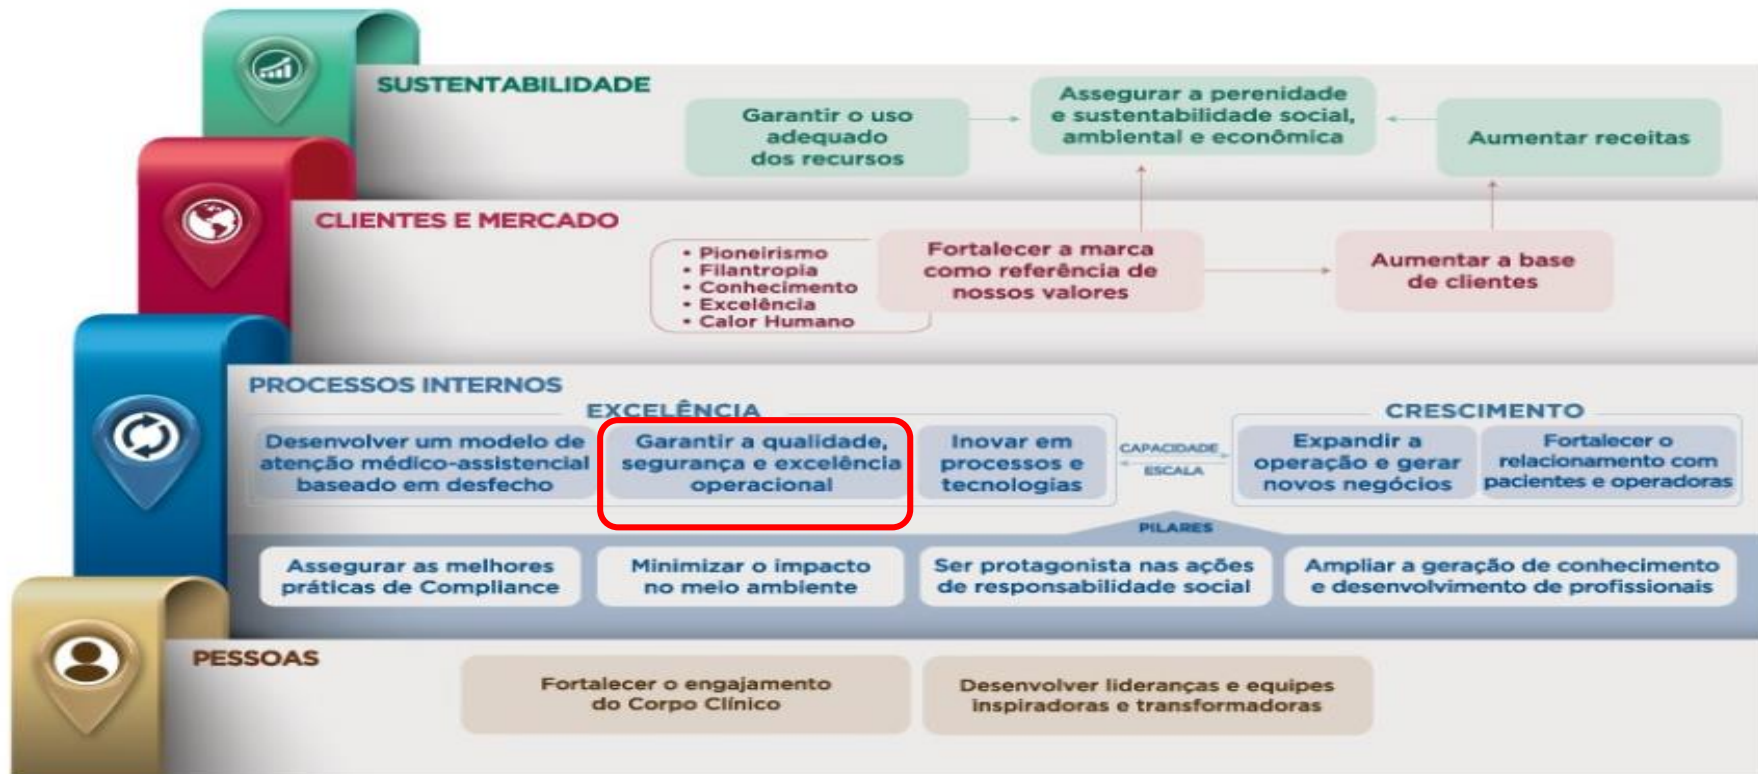 SUSTENTABILIDADE
Garantir o uso
adequado
dos recursos
Assegurar a perenidade
e sustentabilidade social,
ambiental e econômica
Aumentar receitas
CLIENTES E MERCADO
• Pioneirismo
• Filantropia
• Conhecimento
• Excelência
• Calor Humano
Fortalecer a marca
como referência de
nossos valores
Aumentar a base
de clientes
PROCESSOS INTERNOS
EXCELÊNCIA
Desenvolver um modelo de
atenção médico-assistencial
baseado em desfecho
Garantir a qualidade,
segurança e excelência
operacional
Inovar em
processos e
tecnologias
CAPACIDADE
ESCALA
CRESCIMENTO
Expandir a
operação e gerar
novos negócios
Fortalecer o
relacionamento com
pacientes e operadoras
PILARES
Assegurar as melhores
práticas de Compliance
Minimizar o impacto
no meio ambiente
Ser protagonista nas ações
de responsabilidade social
Ampliar a geração de conhecimento
e desenvolvimento de profissionais
PESSOAS
Fortalecer o engajamento
do Corpo Clínico
Desenvolver lideranças e equipes
inspiradoras e transformadoras